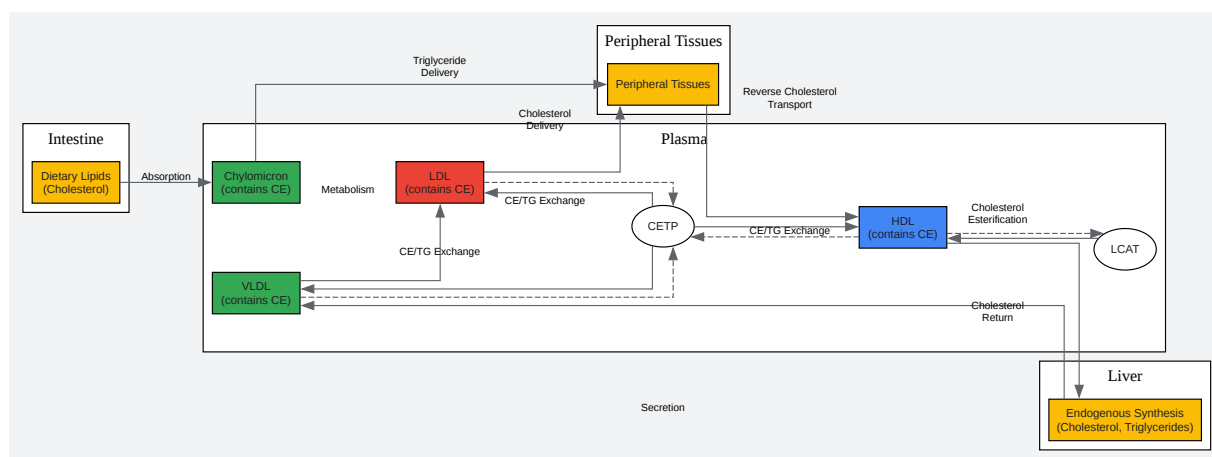 Peripheral Tissues
Triglyceride
Delivery
Peripheral Tissues
Reverse Cholesterol
Transport
Cholesterol
Delivery
Intestine
Plasma
Dietary Lipids
(Cholesterol)
Absorption
Chylomicron
(contains CE)
Metabolism
LDL
(contains CE)
CE/TG Exchange
CETP
CE/TG Exchange
HDL
(contains CE)
Cholesterol
Esterification
LCAT
CE/TG Exchange
VLDL
(contains CE)
Cholesterol
Return
Liver
Secretion
Endogenous Synthesis
(Cholesterol, Triglycerides)